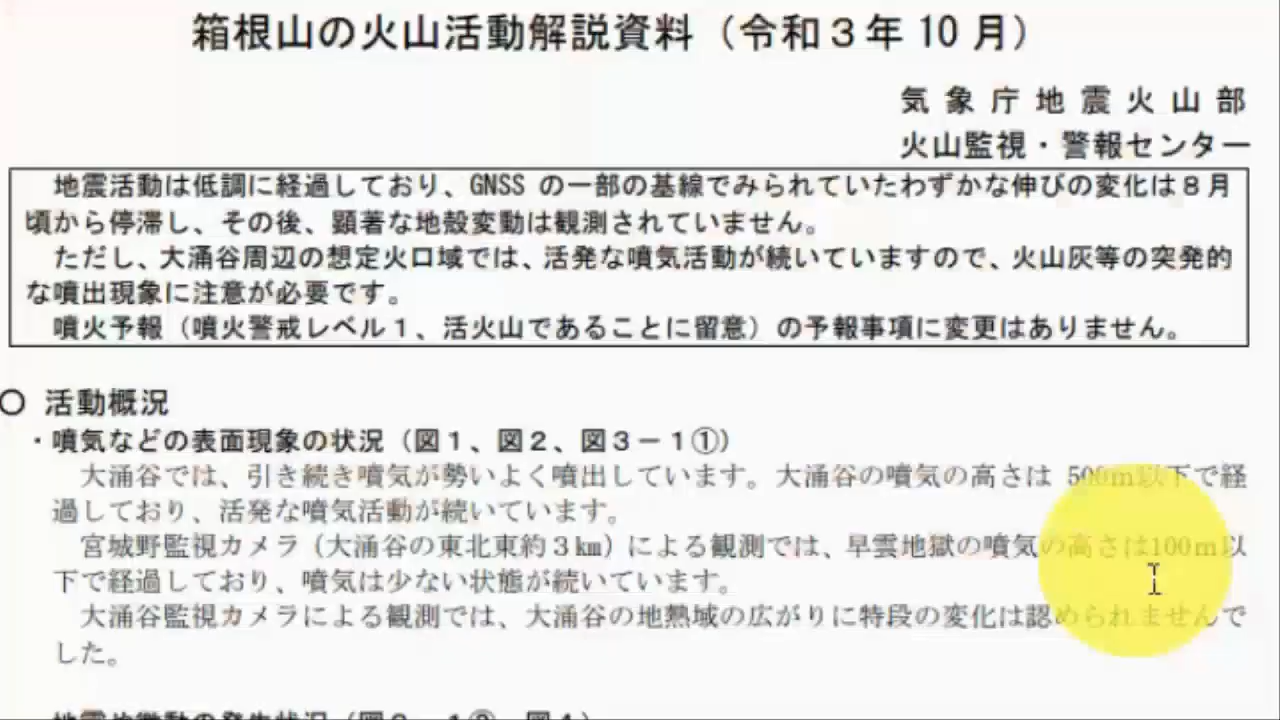 箱根山の火山活動解説資料（令和３年 10 月）
気 象 庁 地 震 火 山 部
火山監視・警報センター
地震活動は低調に経過しており、GNSS の一部の基線でみられていたわずかな伸びの変化は８月
頃から停滞し、その後、顕著な地殻変動は観測されていません。
ただし、大涌谷周辺の想定火口域では、活発な噴気活動が続いていますので、火山灰等の突発的
な噴出現象に注意が必要です。
噴火予報（噴火警戒レベル１、活火山であることに留意）の予報事項に変更はありません。
○ 活動概況
・噴気などの表面現象の状況（図１、図２、図３－１①）
大涌谷では、引き続き噴気が勢いよく噴出しています。大涌谷の噴気の高さは 500ｍ以下で経
過しており、活発な噴気活動が続いています。
宮城野監視カメラ（大涌谷の東北東約３㎞）による観測では、早雲地獄の噴気の高さは100ｍ以
下で経過しており、噴気は少ない状態が続いています。
大涌谷監視カメラによる観測では、大涌谷の地熱域の広がりに特段の変化は認められませんで
した。